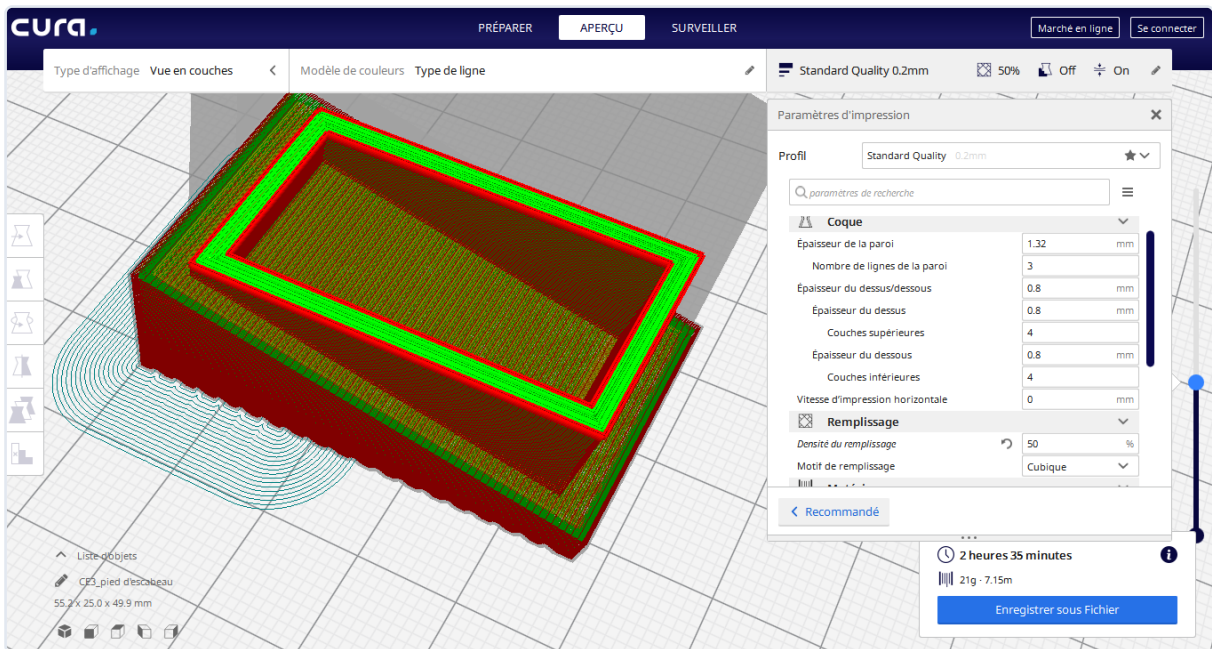 cura.
PRÉPARER APERÇU SURVEILLER Marché en ligne Se connecter
Type d'affichage Vue en couches Modèle de couleurs Type de ligne Standard Quality 0.2mm 50% Off On
Paramètres d'impression
Profil Standard Quality 0.2mm
paramètres de recherche
Coque
Épaisseur de la paroi 1.32 mm
Nombre de lignes de la paroi 3
Épaisseur du dessus/dessous 0.8 mm
Épaisseur du dessus 0.8 mm
Couches supérieures 4
Épaisseur du dessous 0.8 mm
Couches inférieures 4
Vitesse d'impression horizontale 0 mm
Remplissage
Densité du remplissage 50 %
Motif de remplissage Cubique
Recommandé
Liste d'objets
CE3_pied d'escabeau
55.2 x 25.0 x 49.9 mm
2 heures 35 minutes
21g · 7.15m
Enregistrer sous Fichier